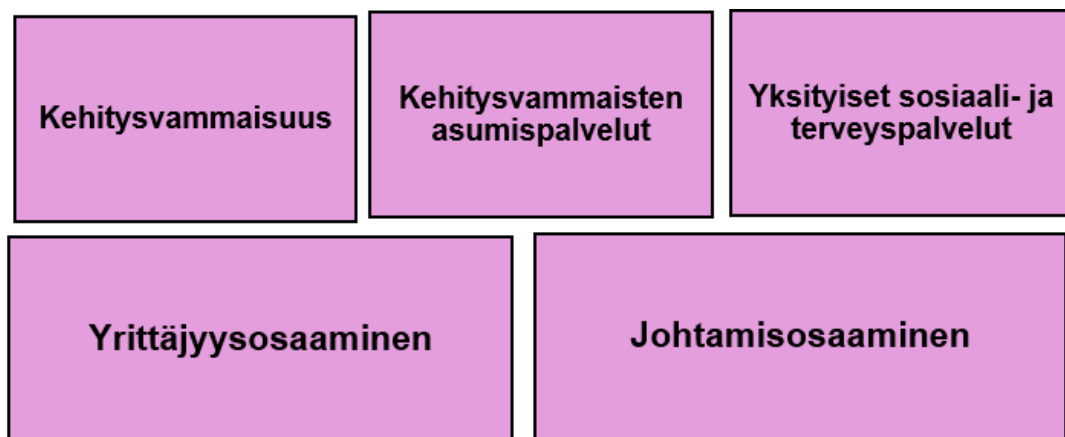 Kehitysvammaisuus
Kehitysvammaisten
asumispalvelut
Yksityiset sosiaali- ja
terveyspalvelut
Yrittäjyysosaaminen
Johtamisosaaminen